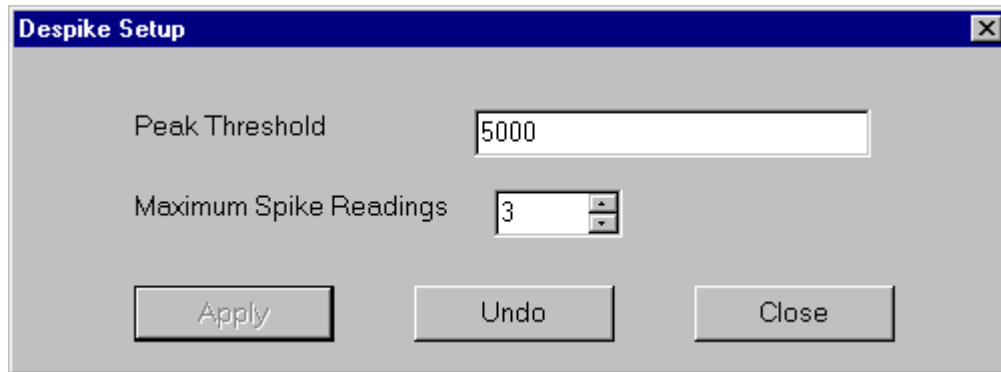 Despike Setup
Peak Threshold 5000
Maximum Spike Readings 3
Apply Undo Close